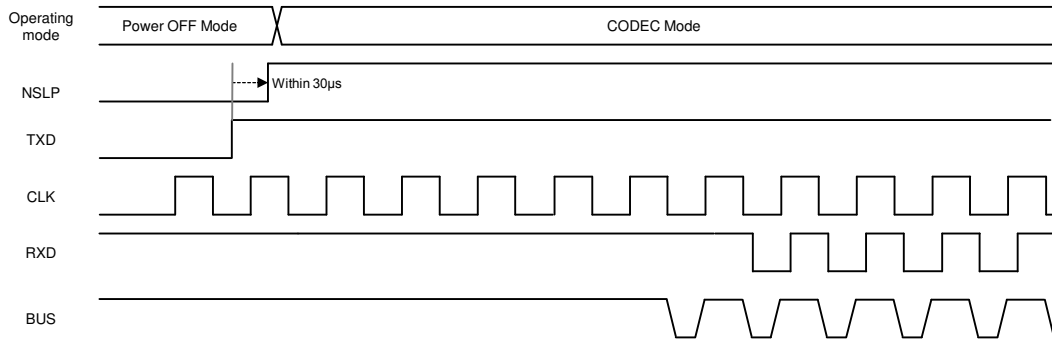 Operating
mode
Power OFF Mode
CODEC Mode
NSLP
Within 30µs
TXD
CLK
RXD
BUS